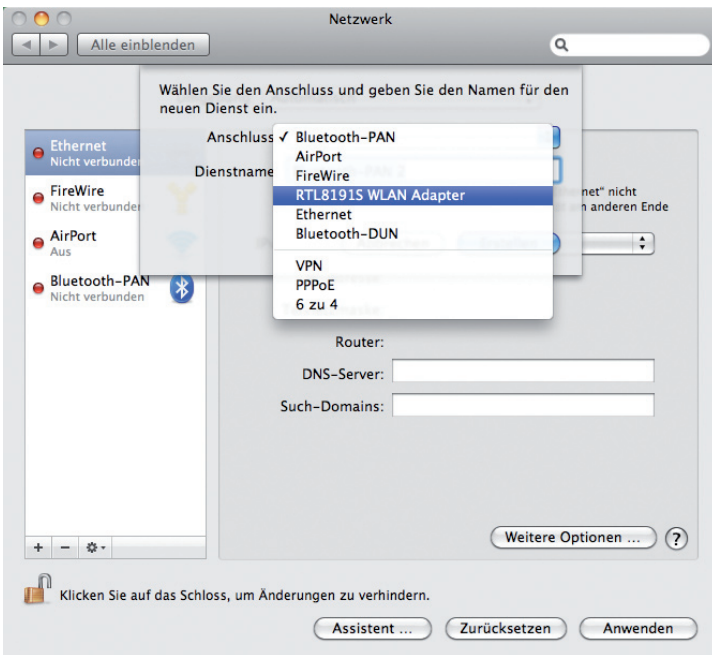 Netzwerk
Alle einblenden
Wählen Sie den Anschluss und geben Sie den Namen für den
neuen Dienst ein.
Anschluss
✓ Bluetooth-PAN
AirPort
FireWire
RTL8191S WLAN Adapter
Ethernet
Bluetooth-DUN
VPN
PPPoE
6 zu 4
Dienstname
Ethernet
Nicht verbunden
FireWire
Nicht verbunden
AirPort
Aus
Bluetooth-PAN
Nicht verbunden
nicht
anderen Ende
Router:
DNS-Server:
Such-Domains:
Weitere Optionen ...
?
+ −
Klicken Sie auf das Schloss, um Änderungen zu verhindern.
Assistent ...
Zurücksetzen
Anwenden